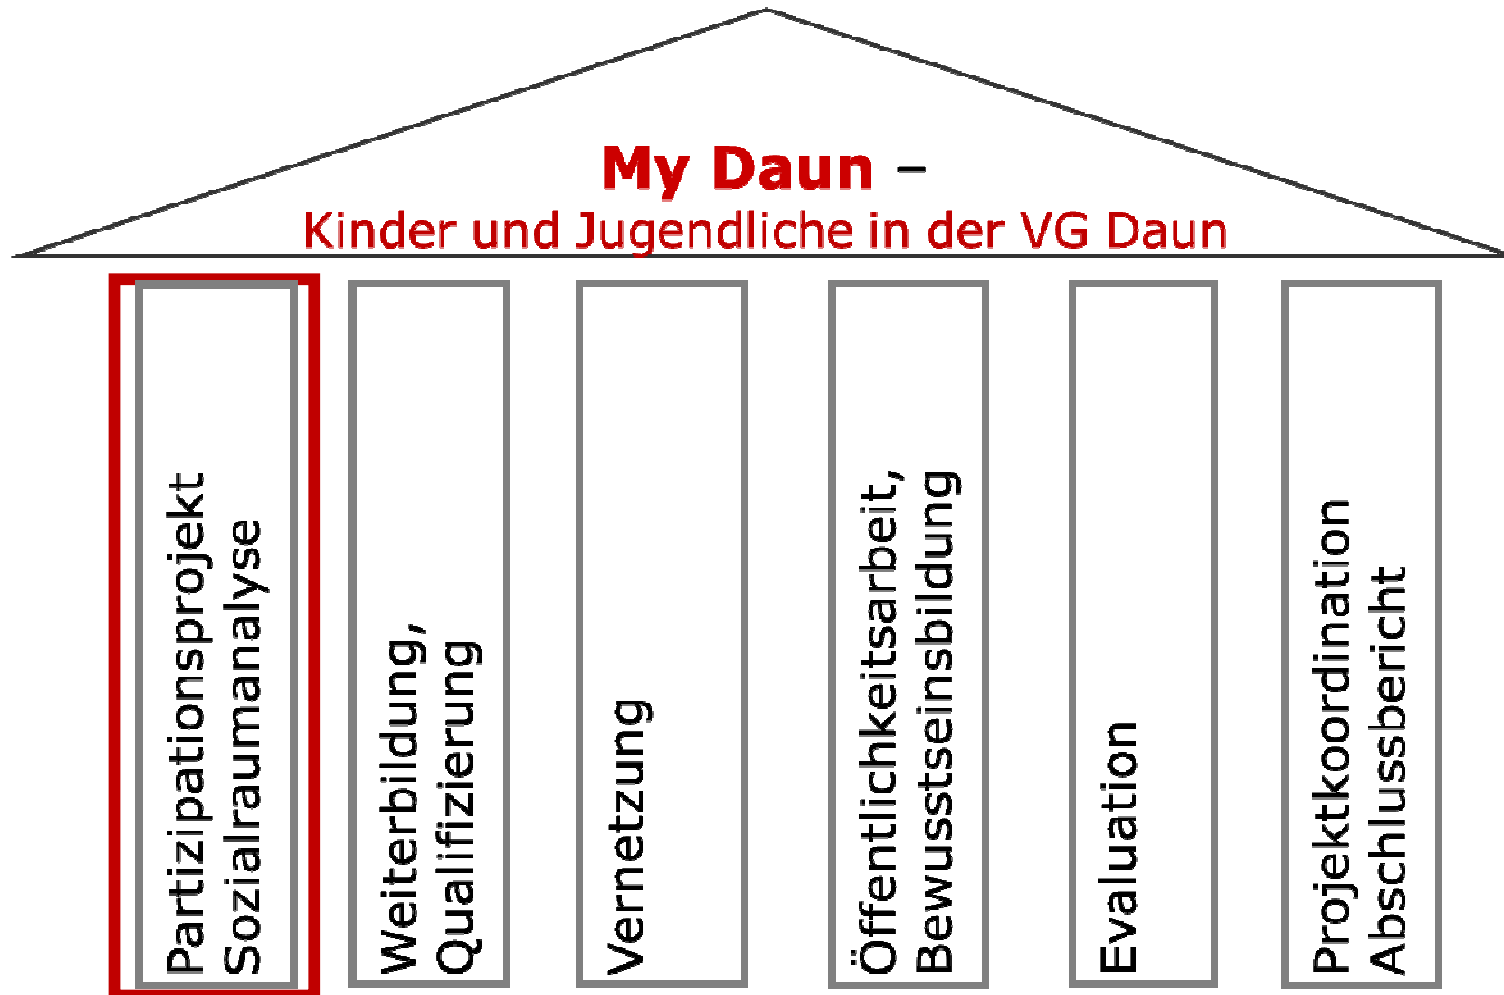 My Daun –
Kinder und Jugendliche in der VG Daun
Partizipationsprojekt
Sozialraumanalyse
Weiterbildung,
Qualifizierung
Vernetzung
Öffentlichkeitsarbeit,
Bewusstseinsbildung
Evaluation
Projektkoordination
Abschlussbericht